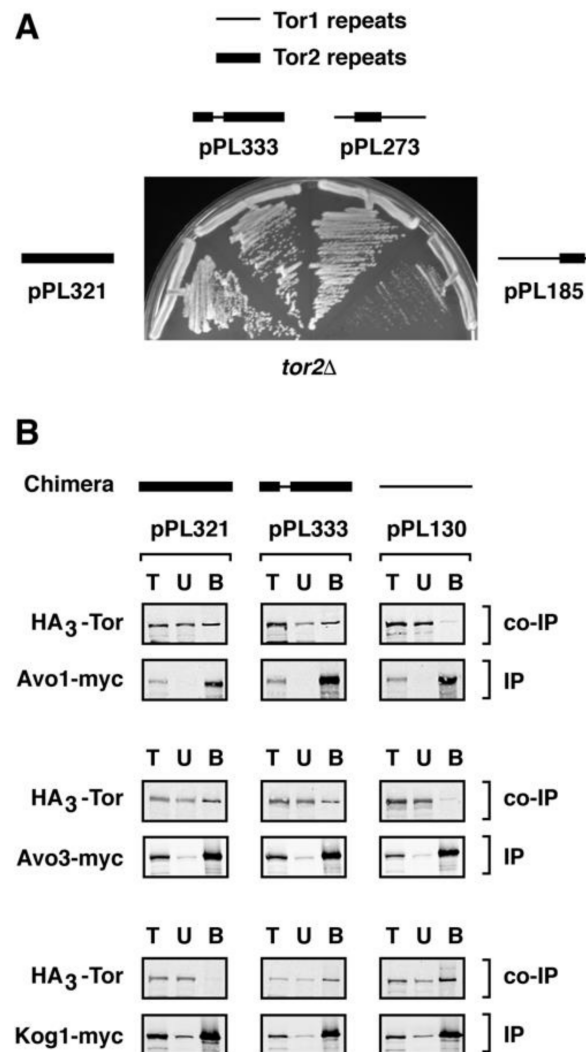 A
Tor1 repeats
Tor2 repeats
pPL333 pPL273
pPL321
pPL185
tor2Δ
B
Chimera
pPL321 pPL333 pPL130
T U B T U B T U B
HA3-Tor co-IP
Avo1-myc IP
T U B T U B T U B
HA3-Tor co-IP
Avo3-myc IP
T U B T U B T U B
HA3-Tor co-IP
Kog1-myc IP